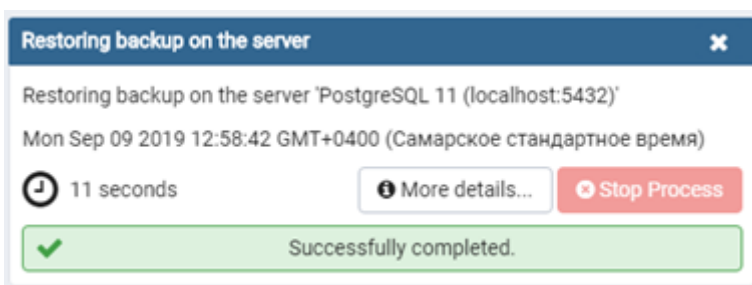 Restoring backup on the server
Restoring backup on the server 'PostgreSQL 11 (localhost:5432)'
Mon Sep 09 2019 12:58:42 GMT+0400 (Самарское стандартное время)
11 seconds
More details...
Stop Process
Successfully completed.